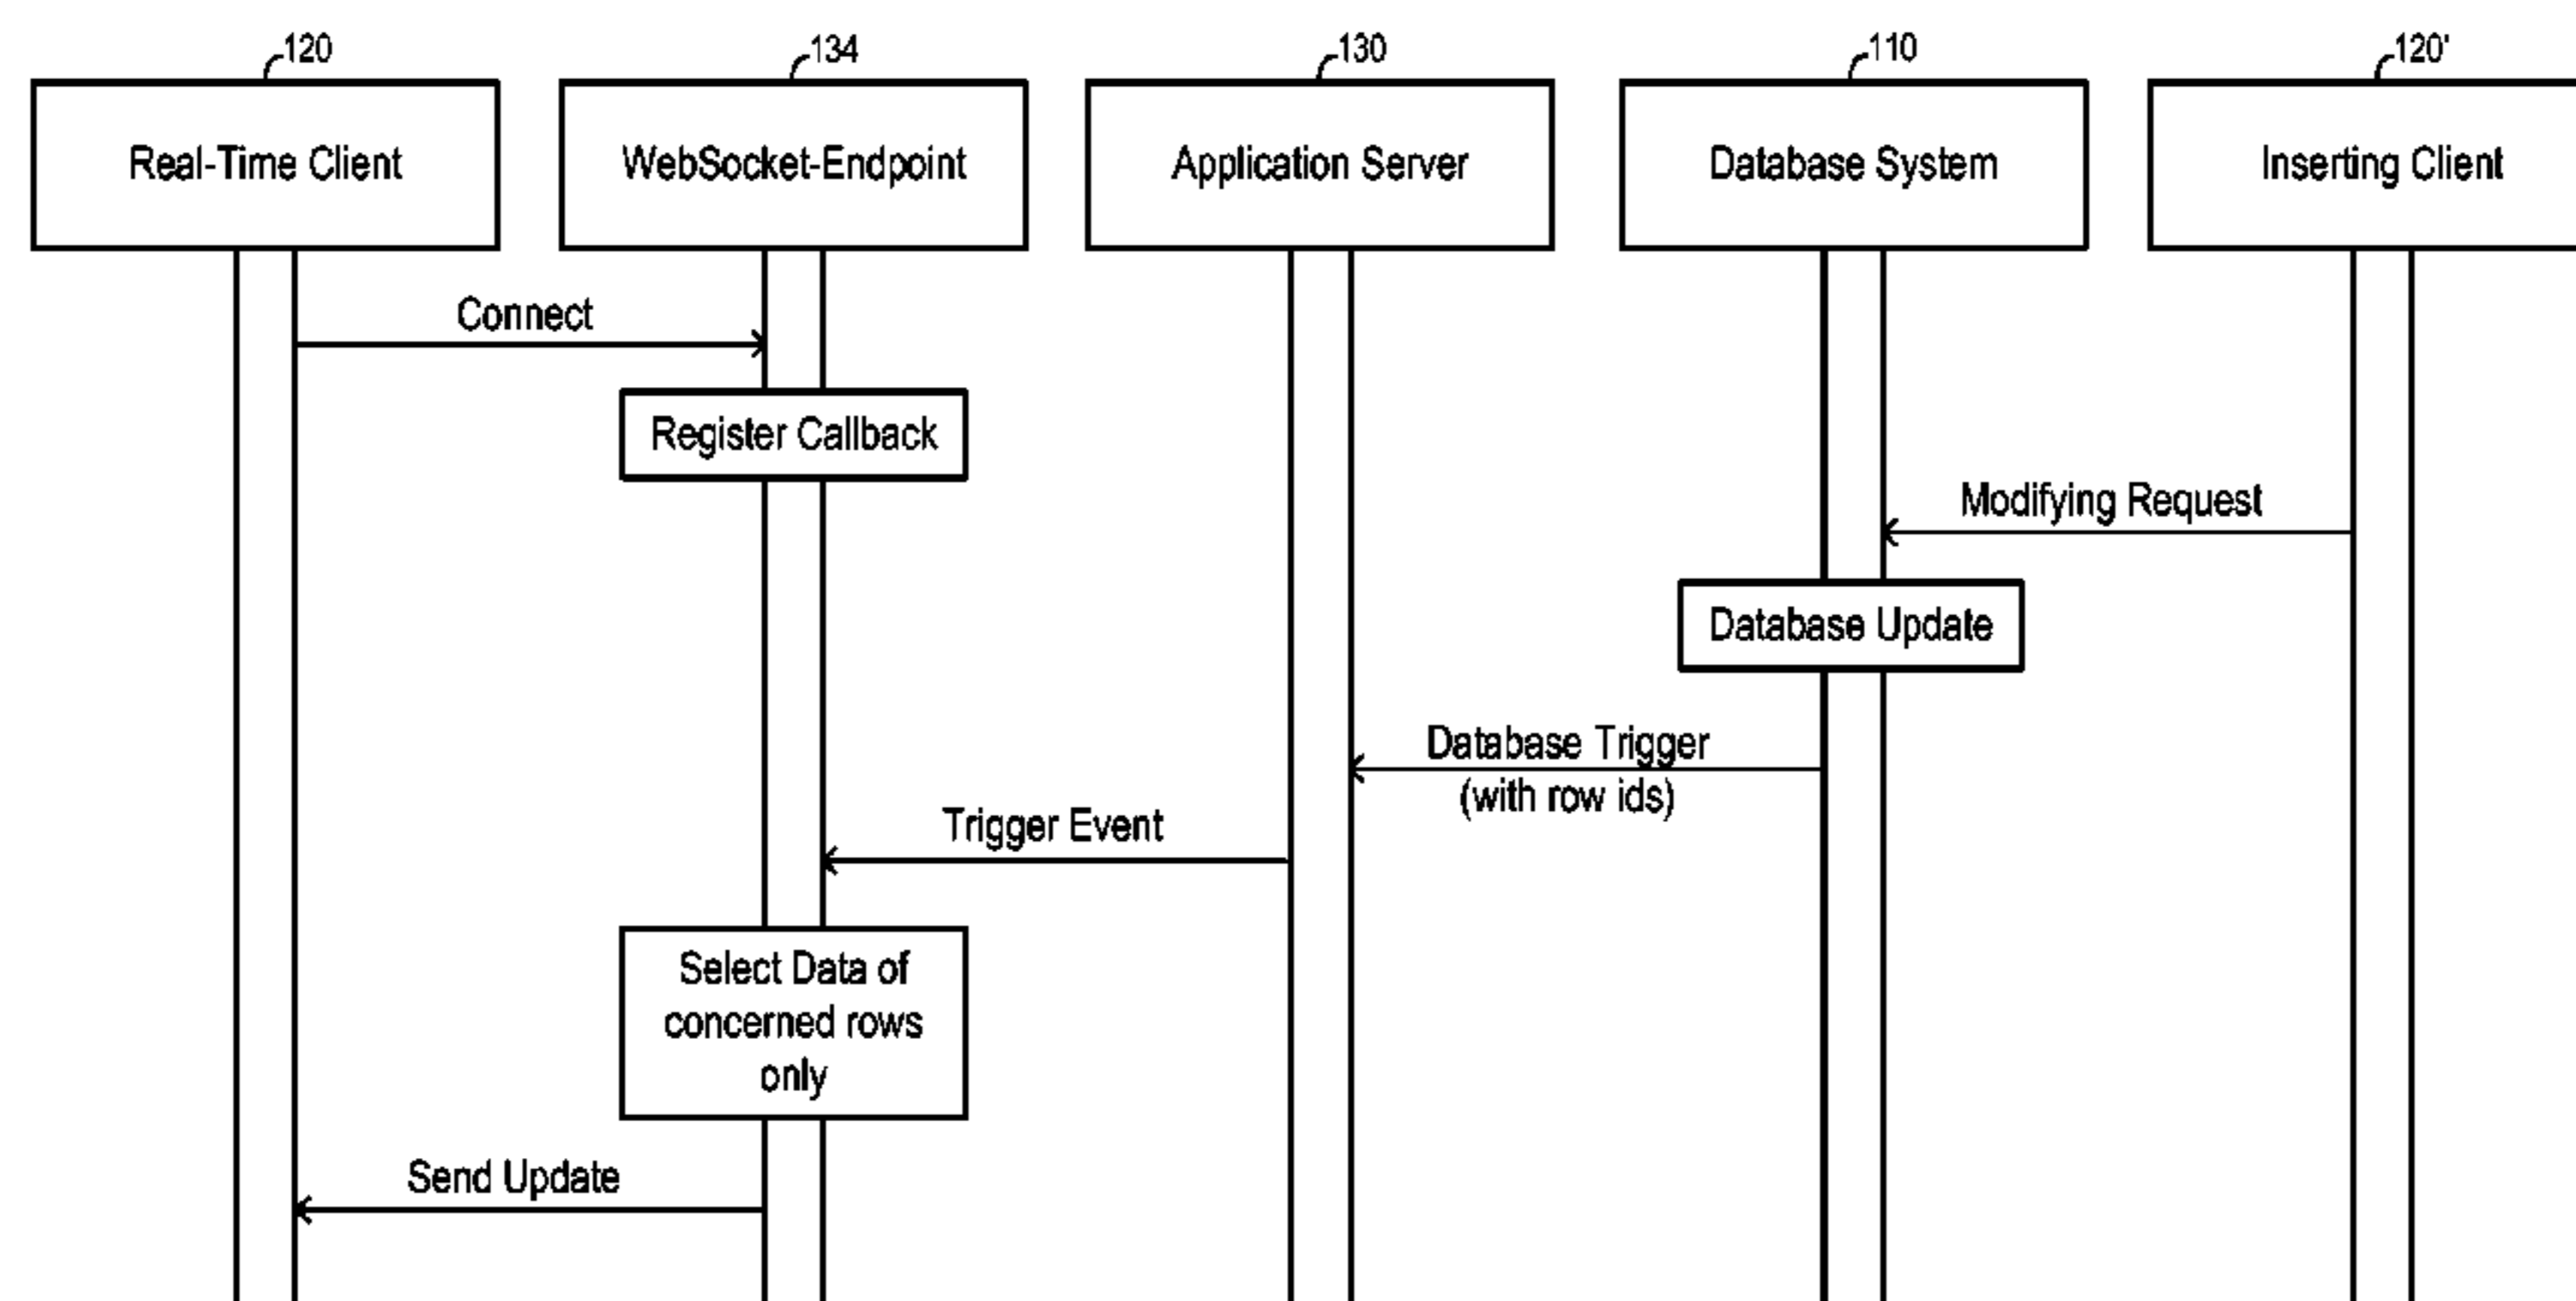 120
134
130
110
120'
Real-Time Client
WebSocket-Endpoint
Application Server
Database System
Inserting Client
Connect
Register Callback
Modifying Request
Database Update
Database Trigger
(with row ids)
Trigger Event
Select Data of
concerned rows
only
Send Update